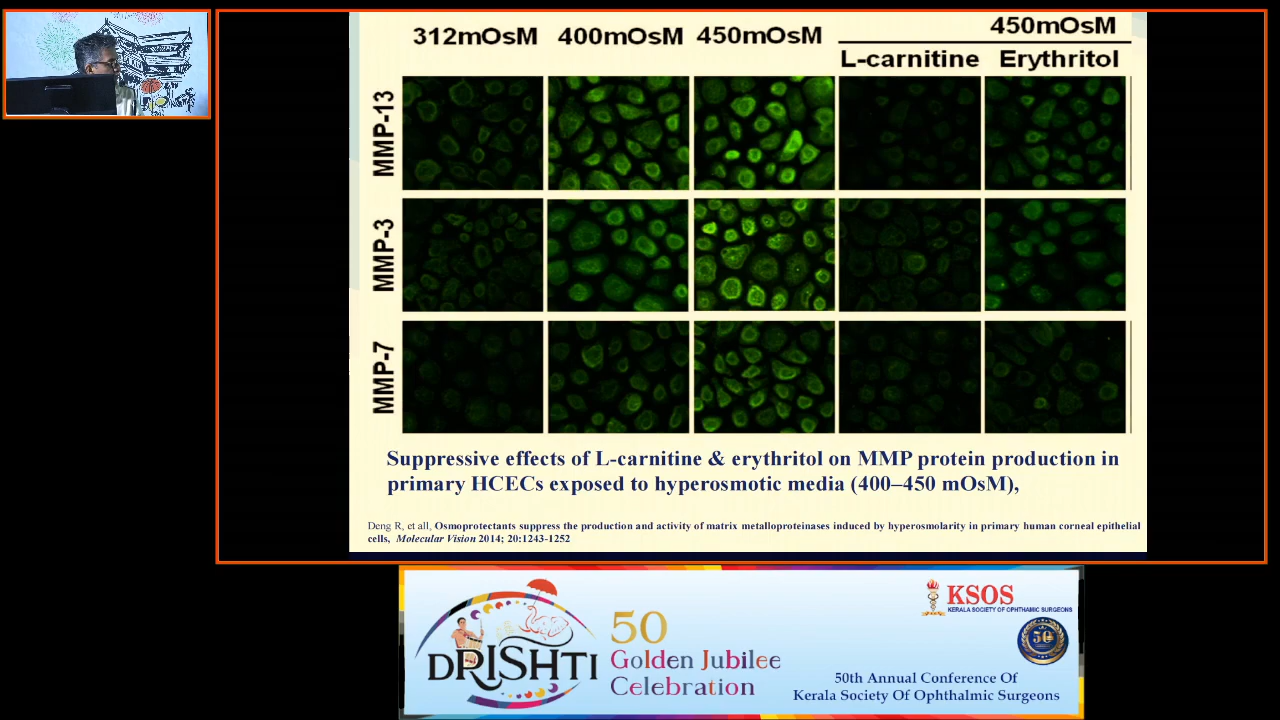 312mOsM 400mOsM 450mOsM
450mOsM
L-carnitine Erythritol
MMP-13
MMP-3
MMP-7
Suppressive effects of L-carnitine & erythritol on MMP protein production in
primary HCECs exposed to hyperosmotic media (400–450 mOsM),
Deng R, et all, Osmoprotectants suppress the production and activity of matrix metalloproteinases induced by hyperosmolarity in primary human corneal epithelial
cells, Molecular Vision 2014; 20:1243-1252
DRISHTI
50
Golden Jubilee
Celebration
KSOS
KERALA SOCIETY OF OPHTHAMIC SURGEONS
50
50th Annual Conference Of
Kerala Society Of Ophthalmic Surgeons